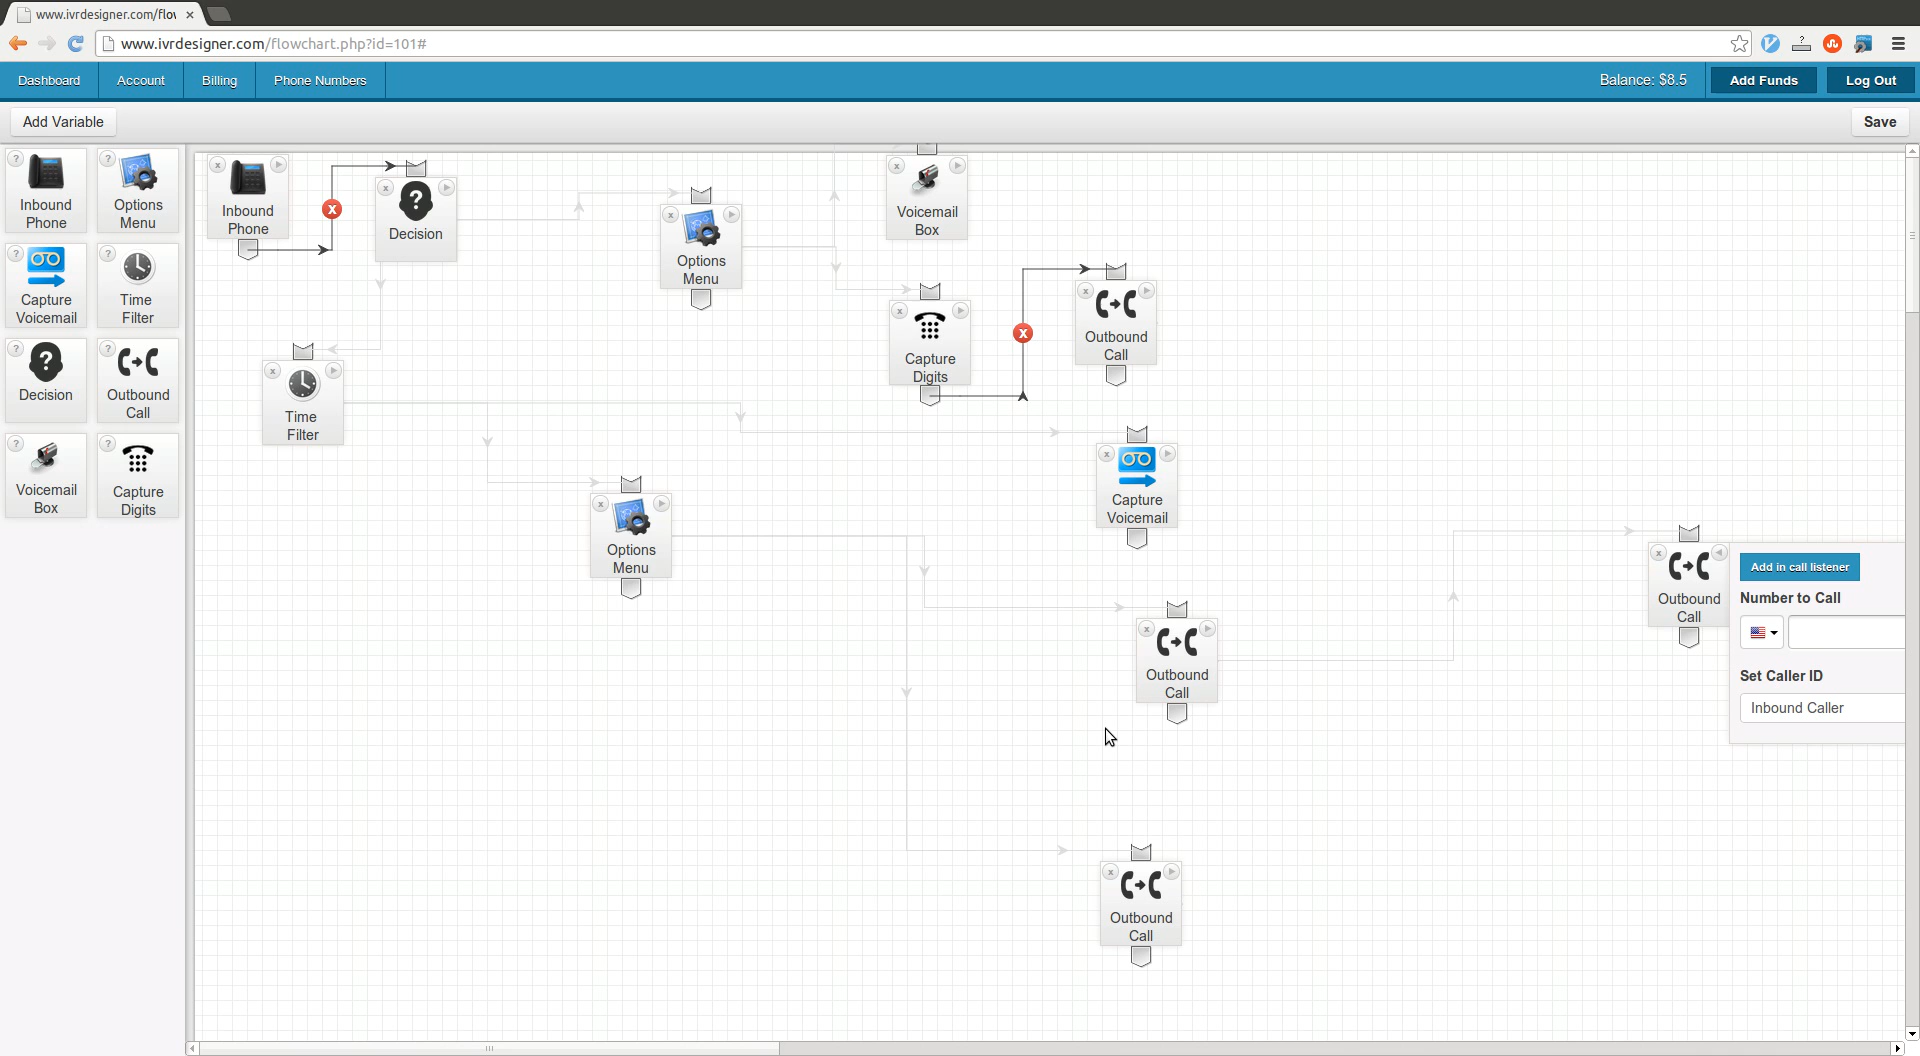 www.ivrdesigner.com/flov
www.ivrdesigner.com/flowchart.php?id=101#
Dashboard
Account
Billing
Phone Numbers
Balance: $8.5
Add Funds
Log Out
Add Variable
Save
Inbound
Phone
Options
Menu
Capture
Voicemail
Time
Filter
Decision
Outbound
Call
Voicemail
Box
Capture
Digits
Inbound
Phone
Decision
Options
Menu
Voicemail
Box
Capture
Digits
Outbound
Call
Time
Filter
Capture
Voicemail
Options
Menu
Outbound
Call
Outbound
Call
Add in call listener
Number to Call
Set Caller ID
Inbound Caller
Outbound
Call